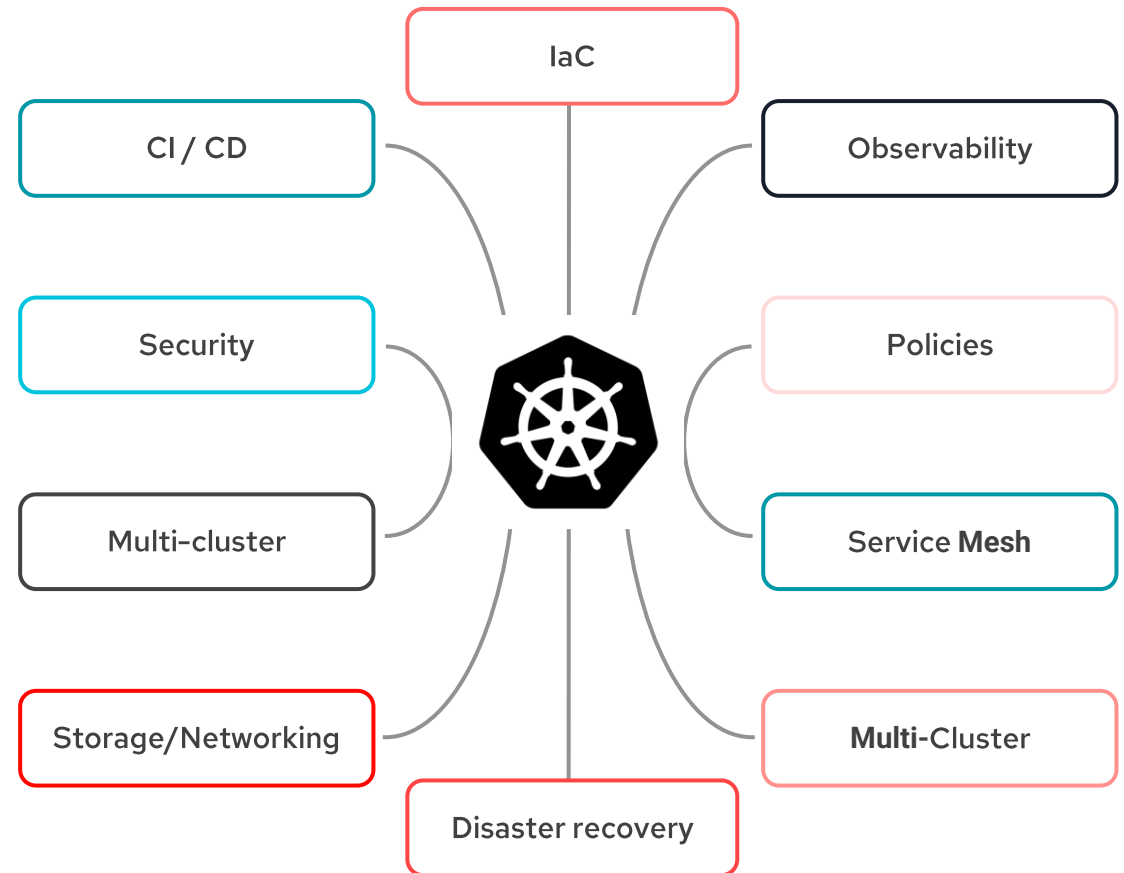 IaC
CI / CD
Observability
Security
Policies
Multi-cluster
Service Mesh
Storage/Networking
Multi-Cluster
Disaster recovery